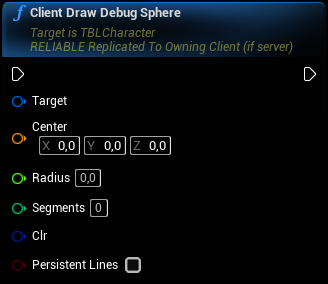 f Client Draw Debug Sphere
Target is TBLCharacter
RELIABLE Replicated To Owning Client (if server)
Target
Center
X 0,0 Y 0,0 Z 0,0
Radius 0,0
Segments 0
Clr
Persistent Lines